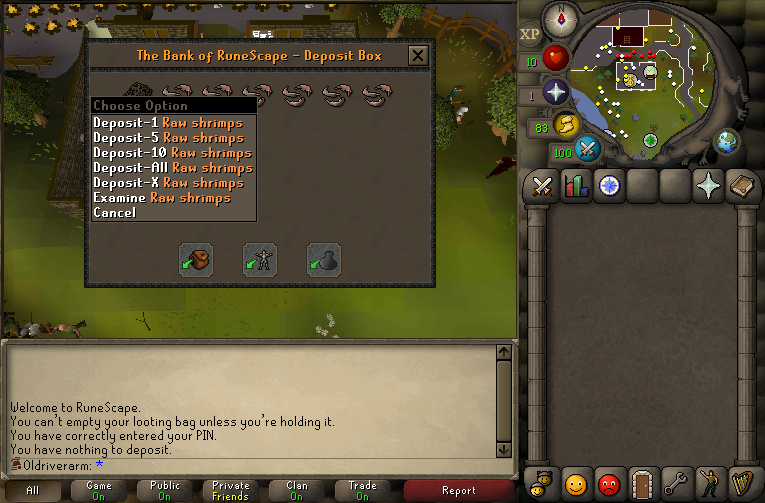 The Bank of RuneScape - Deposit Box
Choose Option
Deposit-1 Raw shrimps
Deposit-5 Raw shrimps
Deposit-10 Raw shrimps
Deposit-All Raw shrimps
Deposit-X Raw shrimps
Examine Raw shrimps
Cancel
XP
10
1
83
100
Welcome to RuneScape.
You can't empty your looting bag unless you're holding it.
You have correctly entered your PIN.
You have nothing to deposit.
Oldriverarm: *
All
Game
On
Public
On
Private
Friends
Clan
On
Trade
On
Report